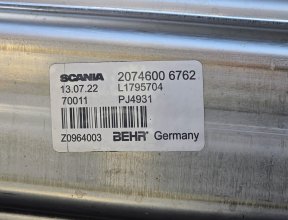 SCANIA 2074600 6762
13.07.22 L1795704
70011 PJ4931
Z0964003 BEHR Germany